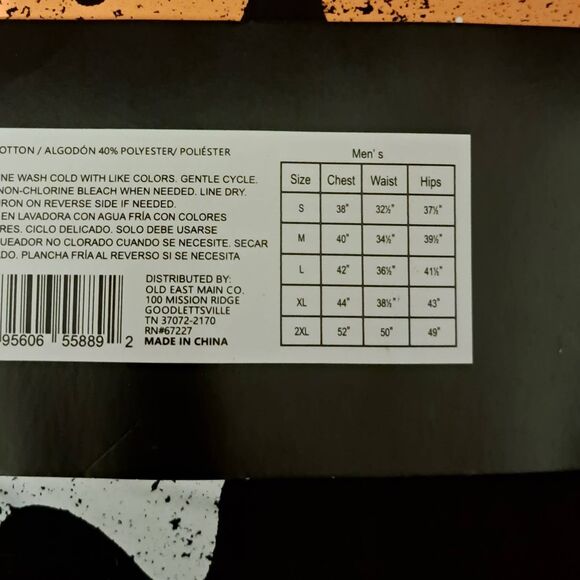 OTTON / ALGODÓN 40% POLYESTER/ POLIÉSTER
NE WASH COLD WITH LIKE COLORS. GENTLE CYCLE.
NON-CHLORINE BLEACH WHEN NEEDED. LINE DRY.
IRON ON REVERSE SIDE IF NEEDED.
EN LAVADORA CON AGUA FRÍA CON COLORES
RES. CICLO DELICADO. SOLO DEBE USARSE
QUEADOR NO CLORADO CUANDO SE NECESITE. SECAR
DO. PLANCHA FRÍA AL REVERSO SI SE NECESITA
95606 55889 2
DISTRIBUTED BY:
OLD EAST MAIN CO.
100 MISSION RIDGE
GOODLETTSVILLE
TN 37072-2170
RN#67227
MADE IN CHINA
Men's
Size Chest Waist Hips
S 38" 32½" 37½"
M 40" 34½" 39½"
L 42" 36½" 41½"
XL 44" 38½" 43"
2XL 52" 50" 49"